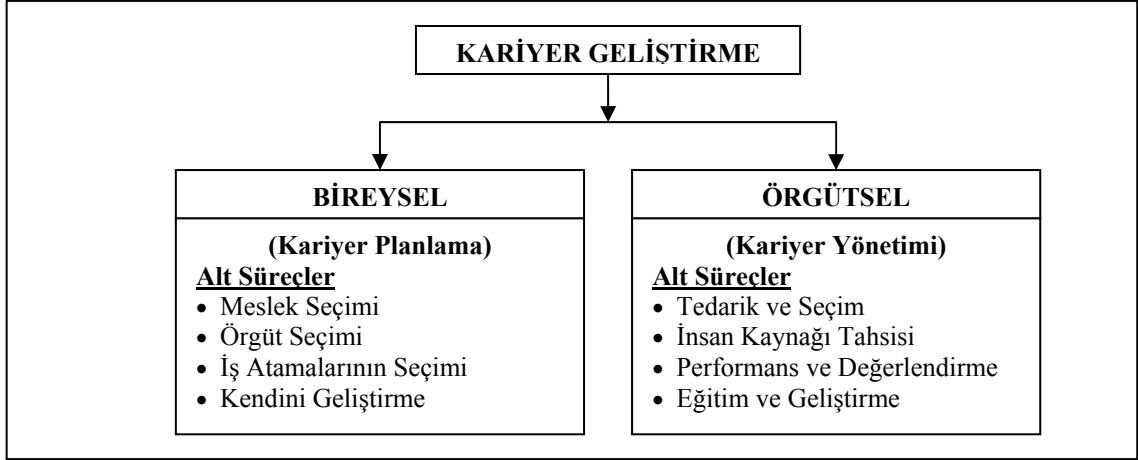 KARİYER GELİŞTİRME
BİREYSEL
(Kariyer Planlama)
Alt Süreçler
• Meslek Seçimi
• Örgüt Seçimi
• İş Atamalarının Seçimi
• Kendini Geliştirme
ÖRGÜTSEL
(Kariyer Yönetimi)
Alt Süreçler
• Tedarik ve Seçim
• İnsan Kaynağı Tahsisi
• Performans ve Değerlendirme
• Eğitim ve Geliştirme